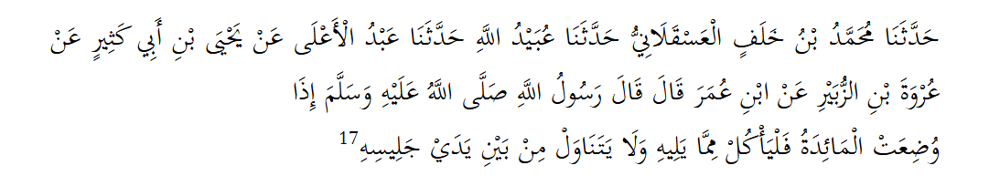 حَدَّثَنَا مُحَمَّدُ بْنُ خَلَفٍ الْعَسْقَلَانِيُّ حَدَّثَنَا عُبَيْدُ اللَّهِ حَدَّثَنَا عَبْدُ الْأَعْلَى عَنْ يَحْيَى بْنِ أَبِي كَثِيرٍ عَنْ
عُرْوَةَ بْنِ الزُّبَيْرِ عَنْ ابْنِ عُمَرَ قَالَ قَالَ رَسُولُ اللَّهِ صَلَّى اللَّهُ عَلَيْهِ وَسَلَّمَ إِذَا
وُضِعَتْ الْمَائِدَةُ فَلْيَأْكُلْ مِمَّا يَلِيهِ وَلَا يَتَنَاوَلْ مِنْ بَيْنِ يَدَيْ جَلِيسِهِ17